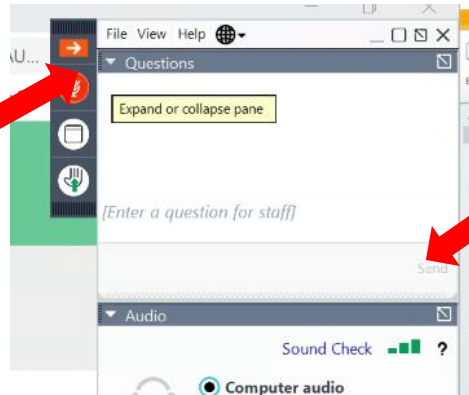 File View Help
AU...
Questions
Expand or collapse pane
[Enter a question for staff]
Send
Audio
Sound Check ?
Computer audio